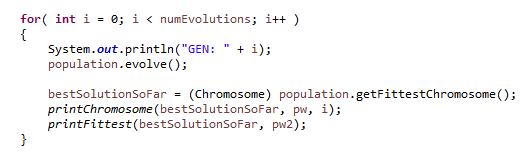 for( int i = 0; i < numEvolutions; i++ )
{
System.out.println("GEN: " + i);
population.evolve();
bestSolutionSoFar = (Chromosome) population.getFittestChromosome();
printChromosome(bestSolutionSoFar, pw, i);
printFittest(bestSolutionSoFar, pw2);
}